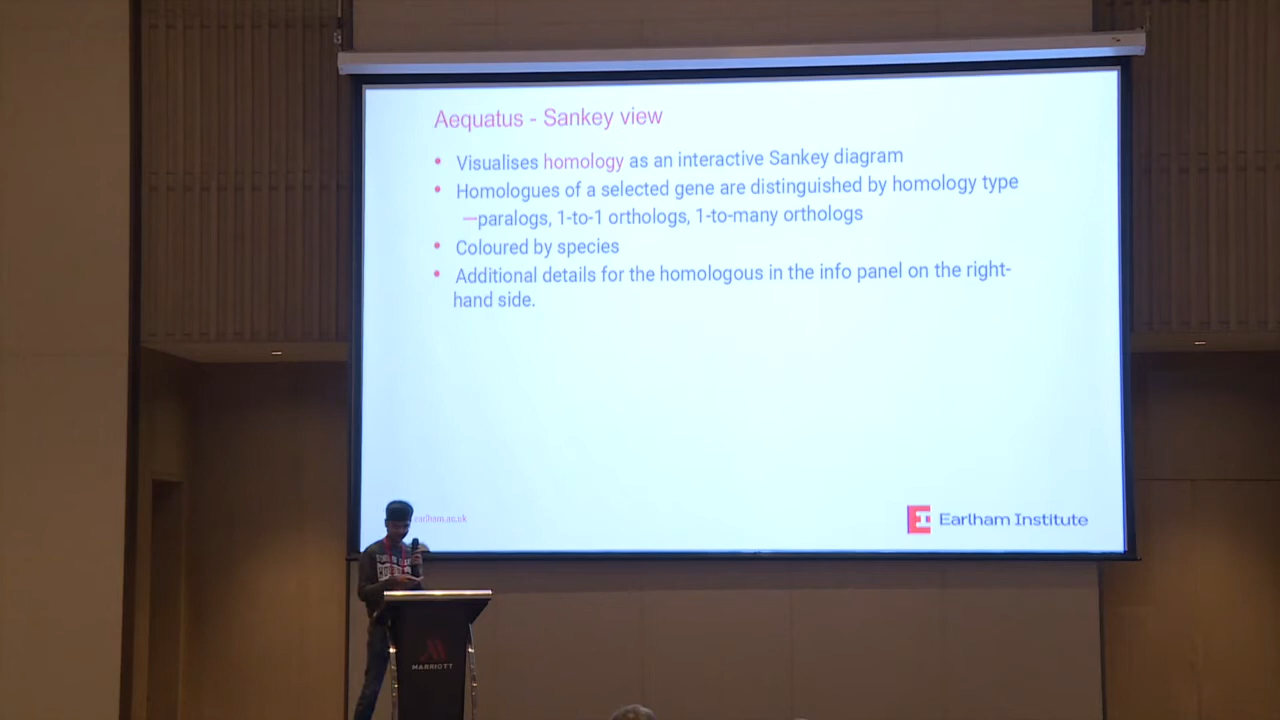 Aequatus - Sankey view
• Visualises homology as an interactive Sankey diagram
• Homologues of a selected gene are distinguished by homology type
—paralogs, 1-to-1 orthologs, 1-to-many orthologs
• Coloured by species
• Additional details for the homologous in the info panel on the right-
hand side.
earlham.ac.uk
Earlham Institute
MARRIOTT